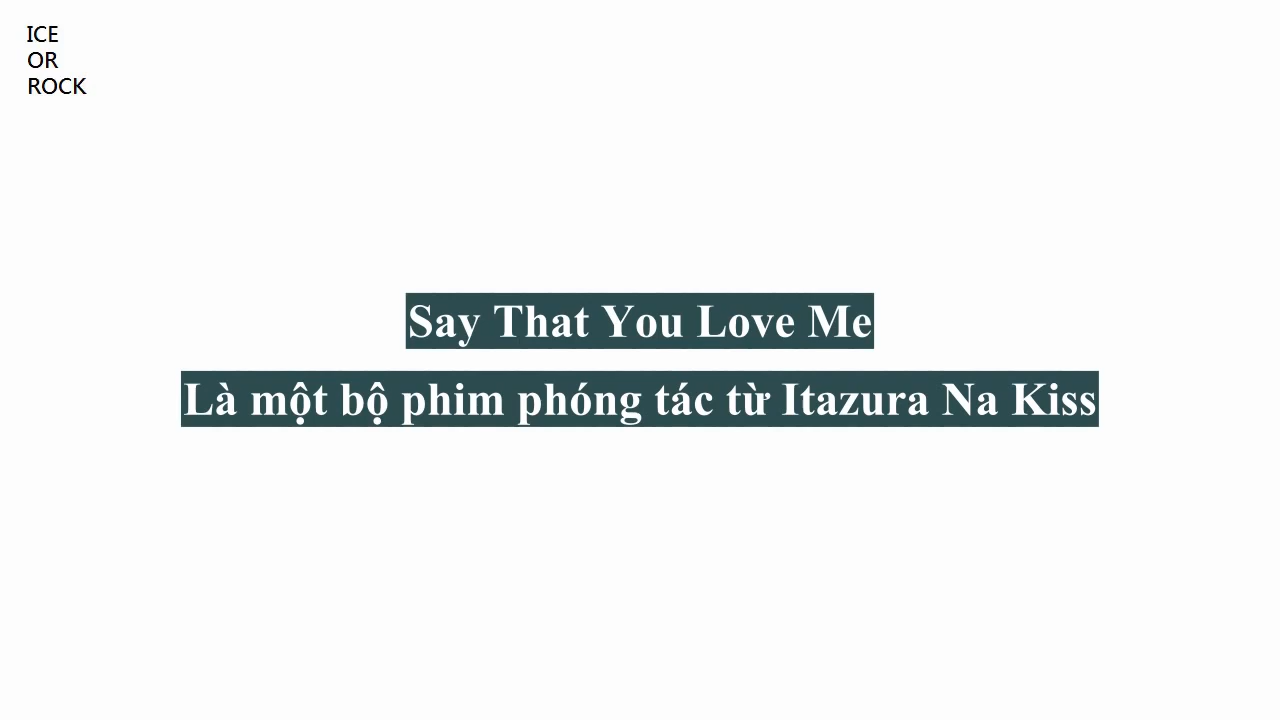 ICE
OR
ROCK
Say That You Love Me
Là một bộ phim phóng tác từ Itazura Na Kiss